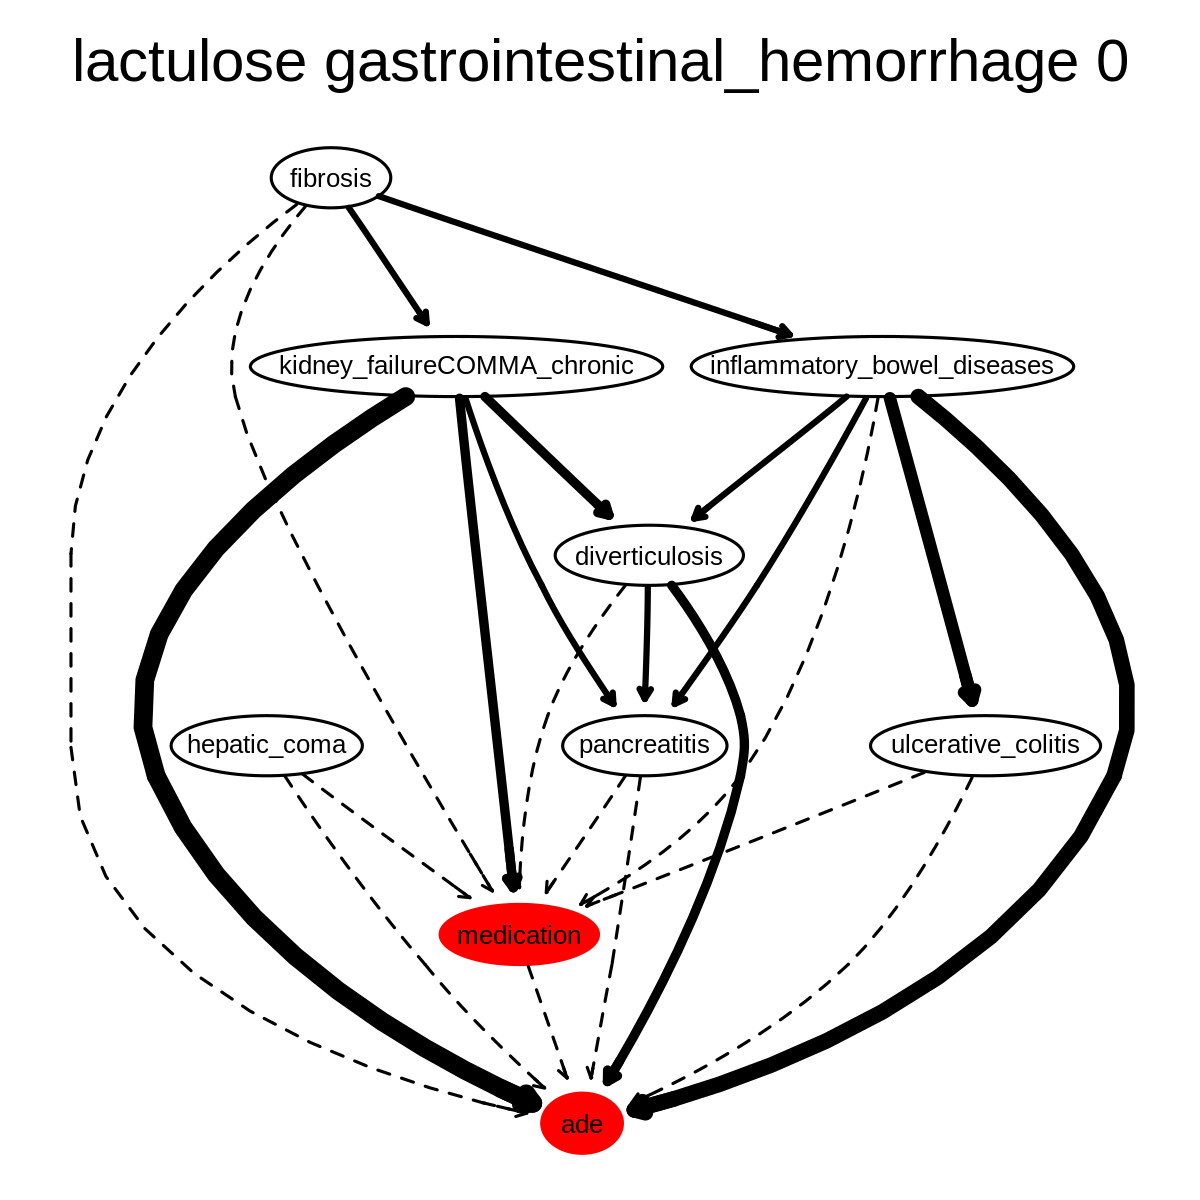 lactulose gastrointestinal_hemorrhage 0
fibrosis
kidney_failureCOMMA_chronic
inflammatory_bowel_diseases
diverticulosis
hepatic_coma
pancreatitis
ulcerative_colitis
medication
ade